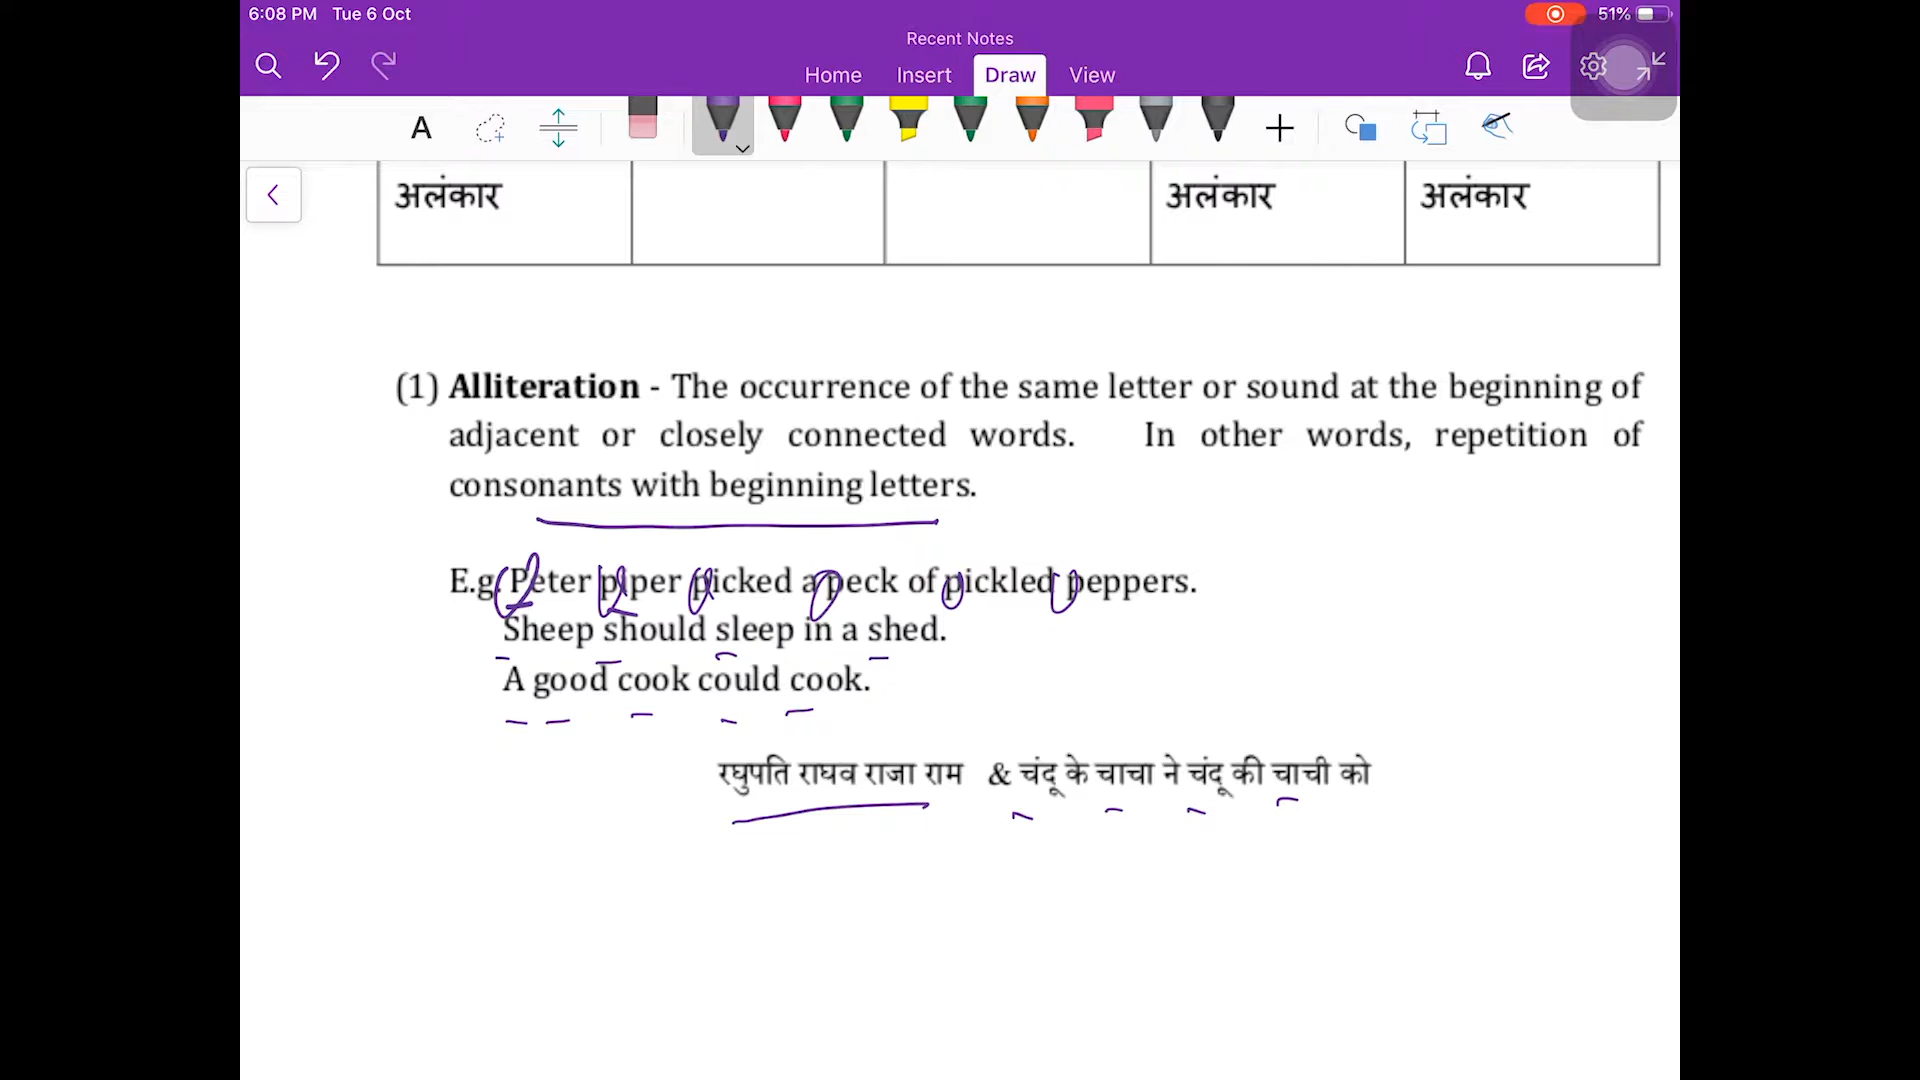 6:08 PM Tue 6 Oct
51%
Recent Notes
Home Insert Draw View
A
अलंकार अलंकार अलंकार
(1) Alliteration - The occurrence of the same letter or sound at the beginning of
adjacent or closely connected words. In other words, repetition of
consonants with beginning letters.
E.g. Peter piper picked a peck of pickled peppers.
Sheep should sleep in a shed.
A good cook could cook.
रघुपति राघव राजा राम & चंदू के चाचा ने चंदू की चाची को